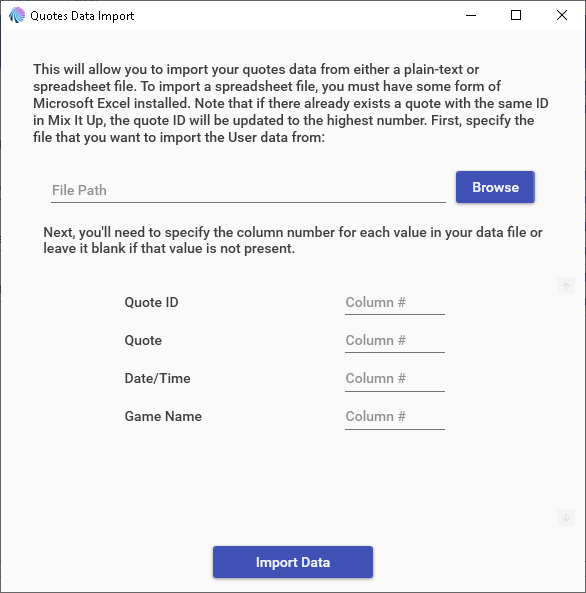 Quotes Data Import
This will allow you to import your quotes data from either a plain-text or
spreadsheet file. To import a spreadsheet file, you must have some form of
Microsoft Excel installed. Note that if there already exists a quote with the same ID
in Mix It Up, the quote ID will be updated to the highest number. First, specify the
file that you want to import the User data from:
File Path
Browse
Next, you'll need to specify the column number for each value in your data file or
leave it blank if that value is not present.
Quote ID Column #
Quote Column #
Date/Time Column #
Game Name Column #
Import Data